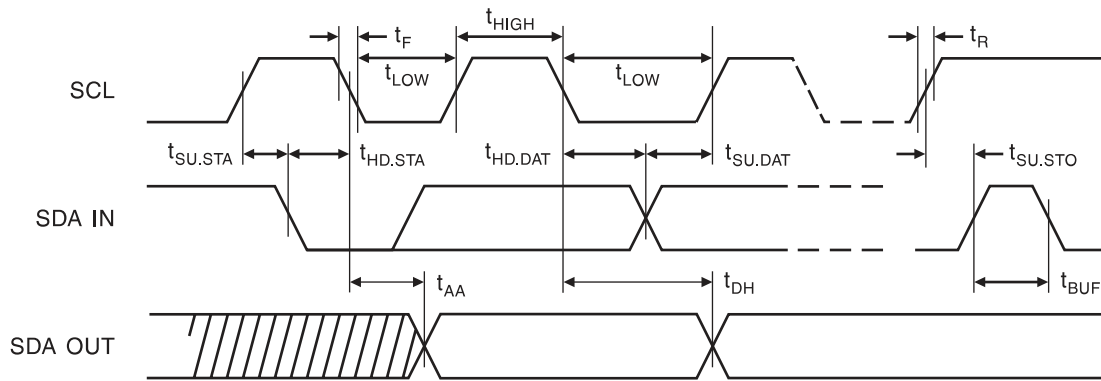 tHIGH
tF
tR
tLOW
tLOW
SCL
tSU.STA
tHD.STA
tHD.DAT
tSU.DAT
tSU.STO
SDA IN
tAA
tDH
tBUF
SDA OUT